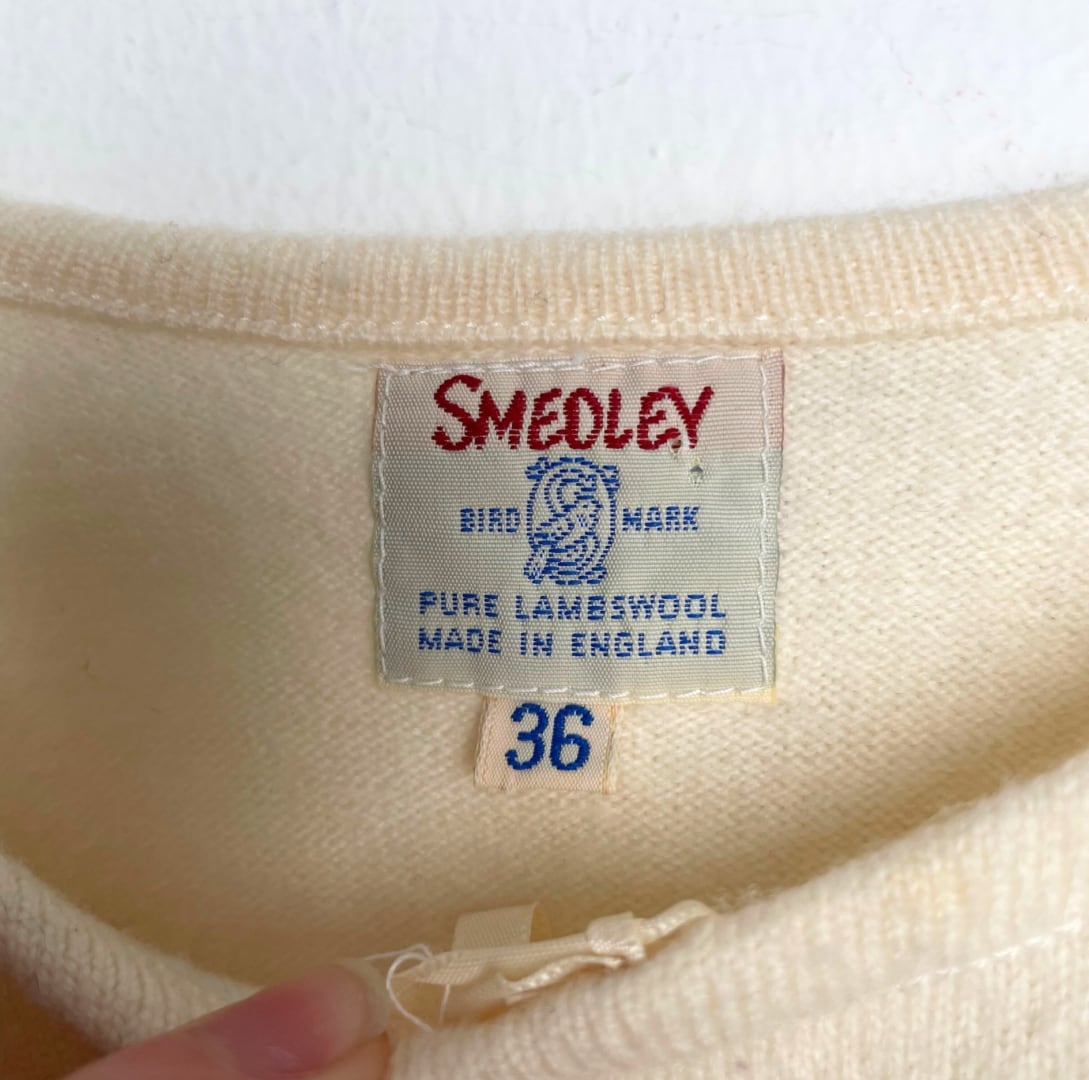 SMEDLEY
BIRD MARK
PURE LAMBSWOOL
MADE IN ENGLAND
36